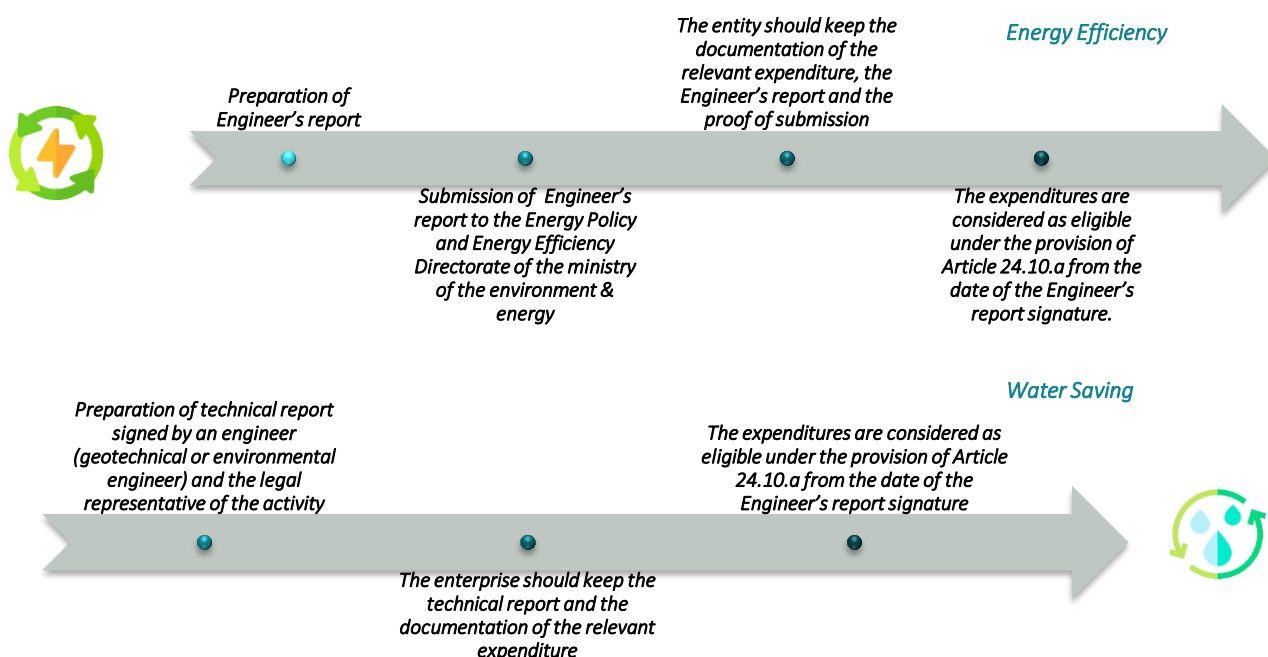 Energy Efficiency
Preparation of
Engineer's report
Submission of Engineer's
report to the Energy Policy
and Energy Efficiency
Directorate of the ministry
of the environment &
energy
The entity should keep the
documentation of the
relevant expenditure, the
Engineer's report and the
proof of submission
The expenditures are
considered as eligible
under the provision of
Article 24.10.a from the
date of the Engineer's
report signature.
Water Saving
Preparation of technical report
signed by an engineer
(geotechnical or environmental
engineer) and the legal
representative of the activity
The enterprise should keep the
technical report and the
documentation of the relevant
expenditure
The expenditures are considered as
eligible under the provision of Article
24.10.a from the date of the
Engineer's report signature